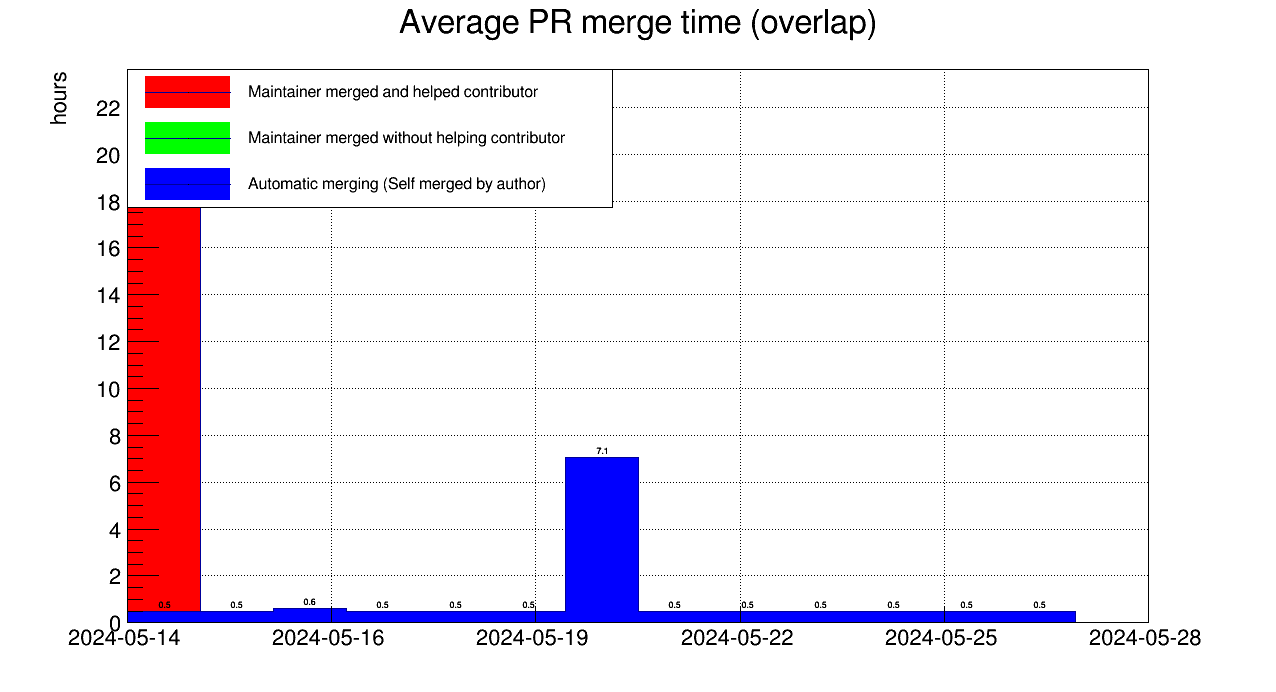 Average PR merge time (overlap)
hours
Maintainer merged and helped contributor
Maintainer merged without helping contributor
Automatic merging (Self merged by author)
22
20
18
16
14
12
10
8
6
4
2
0
7.1
0.5 0.5 0.6 0.5 0.5 0.5 0.5 0.5 0.5 0.5 0.5 0.5
2024-05-14 2024-05-16 2024-05-19 2024-05-22 2024-05-25 2024-05-28